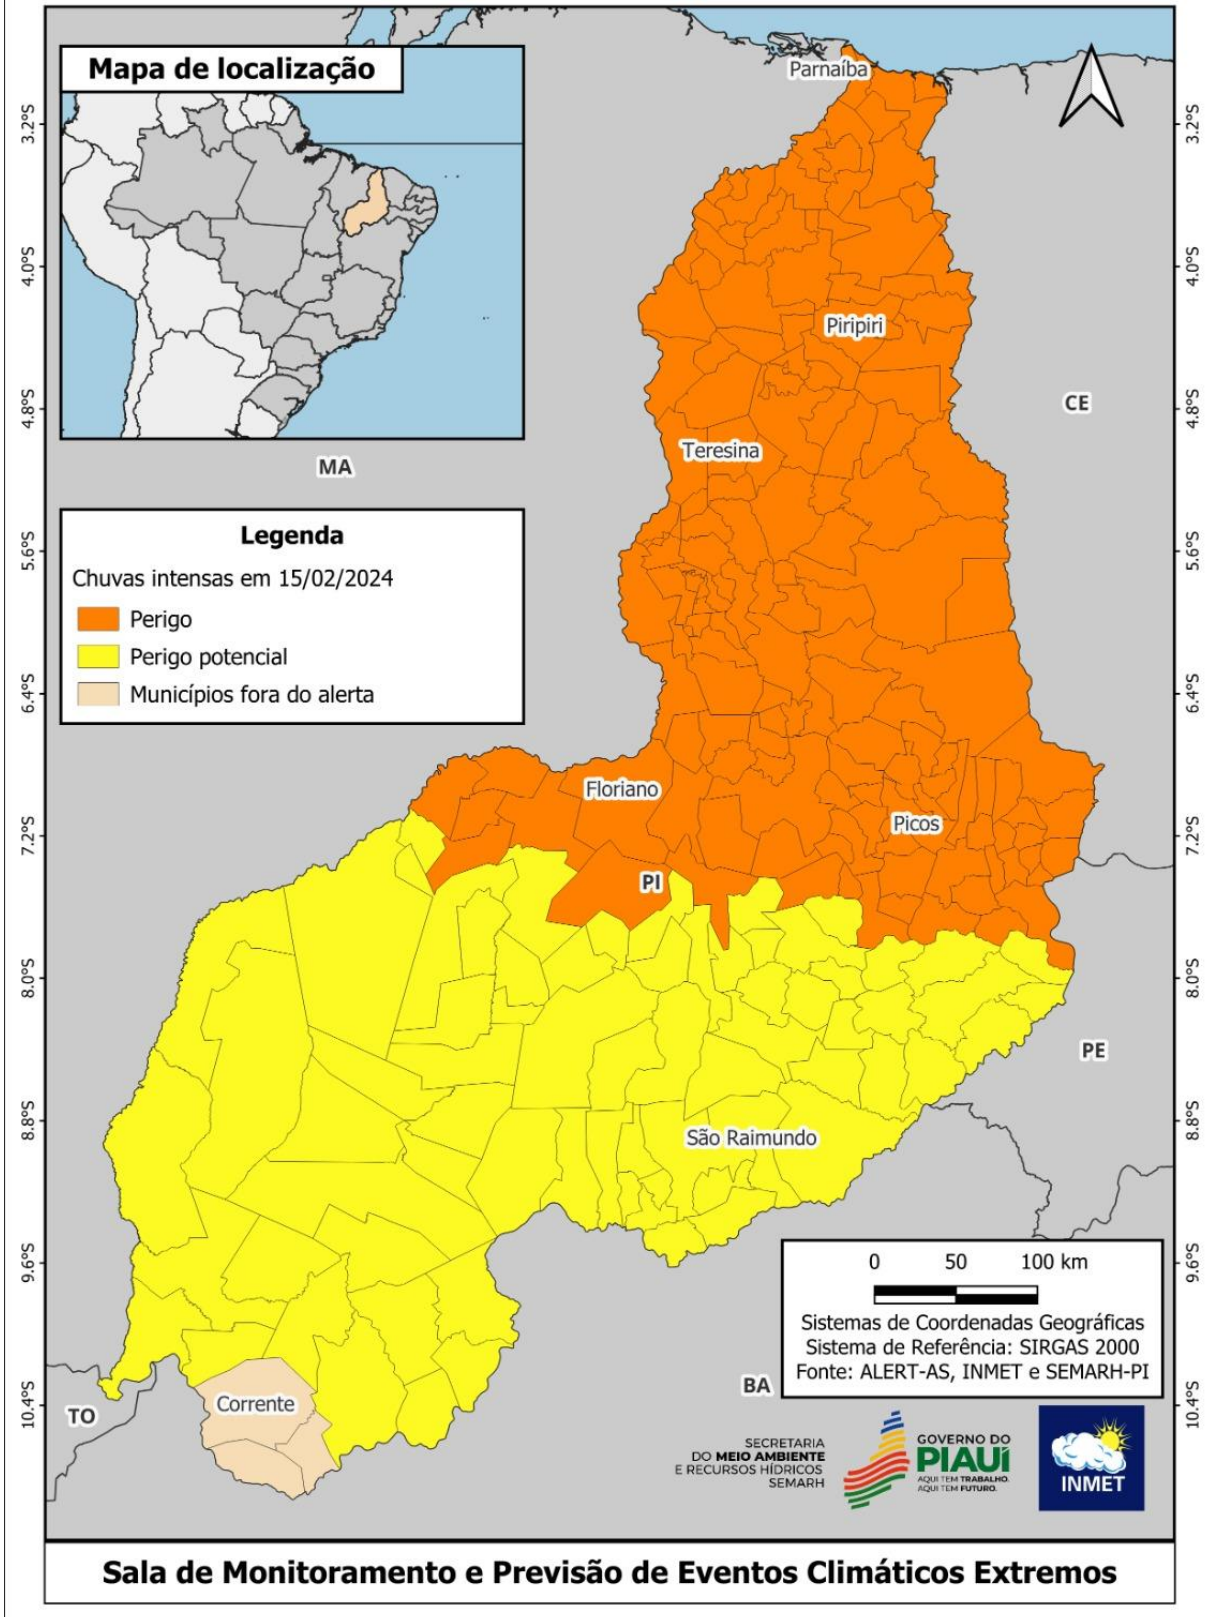 Mapa de localização
Parnaíba
Piripiri
CE
Teresina
MA
Legenda
Chuvas intensas em 15/02/2024
Perigo
Perigo potencial
Municípios fora do alerta
Floriano
Picos
PI
PE
São Raimundo
0 50 100 km
Sistemas de Coordenadas Geográficas
Sistema de Referência: SIRGAS 2000
Fonte: ALERT-AS, INMET e SEMARH-PI
BA
Corrente
TO
SECRETARIA
DO MEIO AMBIENTE
E RECURSOS HÍDRICOS
SEMARH
GOVERNO DO
PIAUÍ
AQUI TEM TRABALHO.
AQUI TEM FUTURO.
INMET
3.2°S
4.0°S
4.8°S
5.6°S
6.4°S
7.2°S
8.0°S
8.8°S
9.6°S
10.4°S
3.2°S
4.0°S
4.8°S
5.6°S
6.4°S
7.2°S
8.0°S
8.8°S
9.6°S
10.4°S
Sala de Monitoramento e Previsão de Eventos Climáticos Extremos